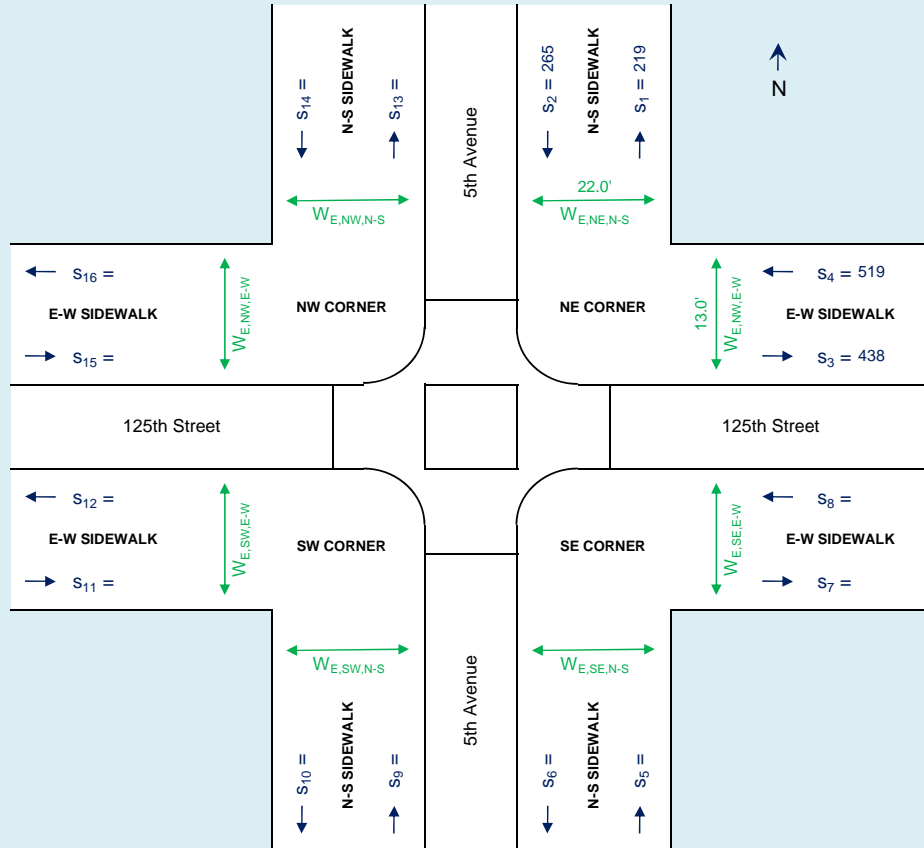 S14 =
N-S SIDEWALK
S13 =
5th Avenue
S2 = 265
N-S SIDEWALK
S1 = 219
N
WE,NW,N-S
22.0'
WE,NE,N-S
S16 =
E-W SIDEWALK
S15 =
WE,NW,E-W
NW CORNER
NE CORNER
13.0'
WE,NW,E-W
S4 = 519
E-W SIDEWALK
S3 = 438
125th Street
125th Street
S12 =
E-W SIDEWALK
S11 =
WE,SW,E-W
SW CORNER
SE CORNER
WE,SE,E-W
S8 =
E-W SIDEWALK
S7 =
WE,SW,N-S
WE,SE,N-S
S10 =
N-S SIDEWALK
S9 =
5th Avenue
S6 =
N-S SIDEWALK
S5 =